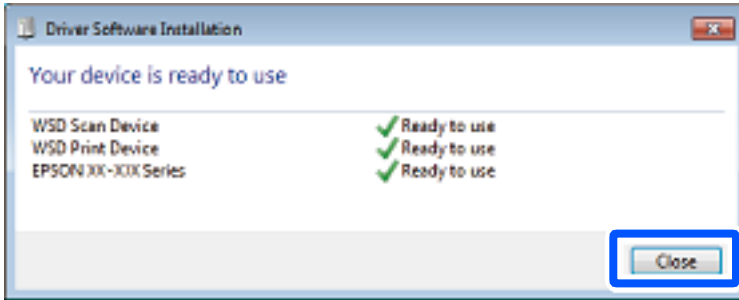 Driver Software Installation
Your device is ready to use
WSD Scan Device Ready to use
WSD Print Device Ready to use
EPSON XX-XXX Series Ready to use
Close